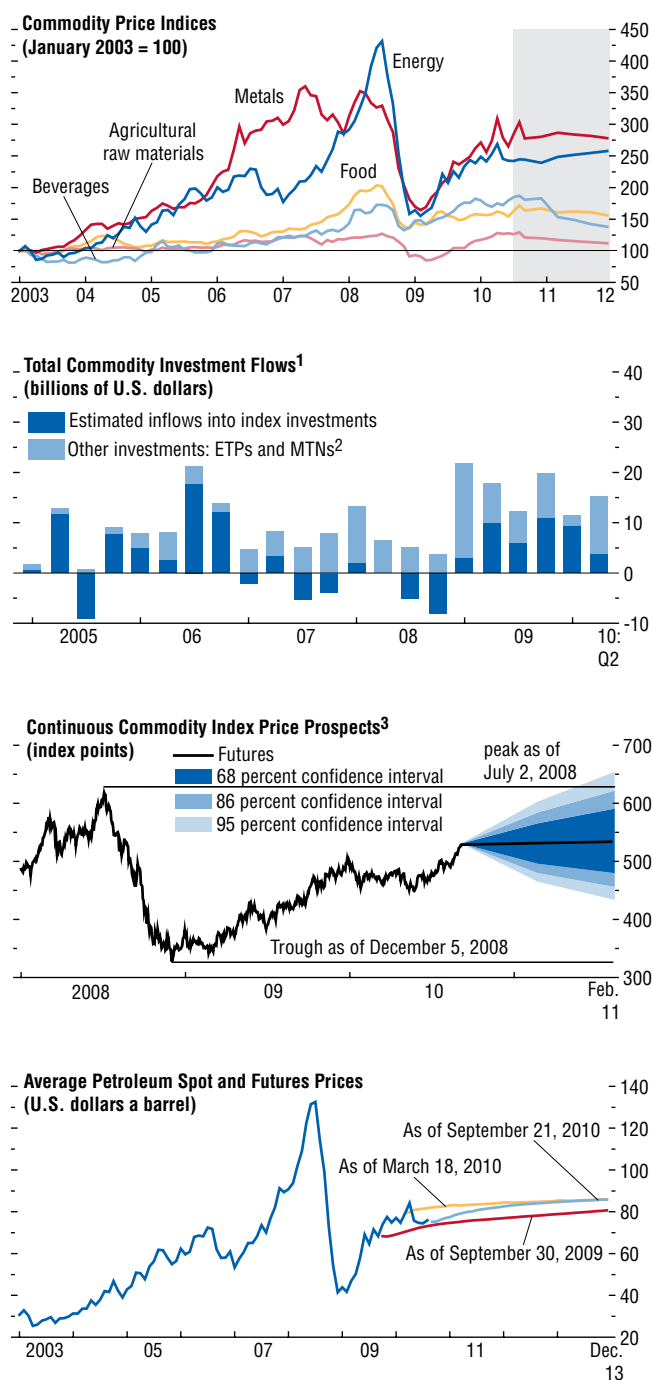 Commodity Price Indices
(January 2003 = 100)
450
400
350
300
250
200
150
100
50
Energy
Metals
Agricultural
raw materials
Food
Beverages
2003 04 05 06 07 08 09 10 11 12
Total Commodity Investment Flows1
(billions of U.S. dollars)
Estimated inflows into index investments
Other investments: ETPs and MTNs2
40
30
20
10
0
-10
2005 06 07 08 09 10:
Q2
Continuous Commodity Index Price Prospects3
(index points)
Futures
68 percent confidence interval
86 percent confidence interval
95 percent confidence interval
peak as of
July 2, 2008
700
600
500
400
300
Trough as of December 5, 2008
2008 09 10 Feb.
11
Average Petroleum Spot and Futures Prices
(U.S. dollars a barrel)
140
120
100
80
60
40
20
As of September 21, 2010
As of March 18, 2010
As of September 30, 2009
2003 05 07 09 11 Dec.
13